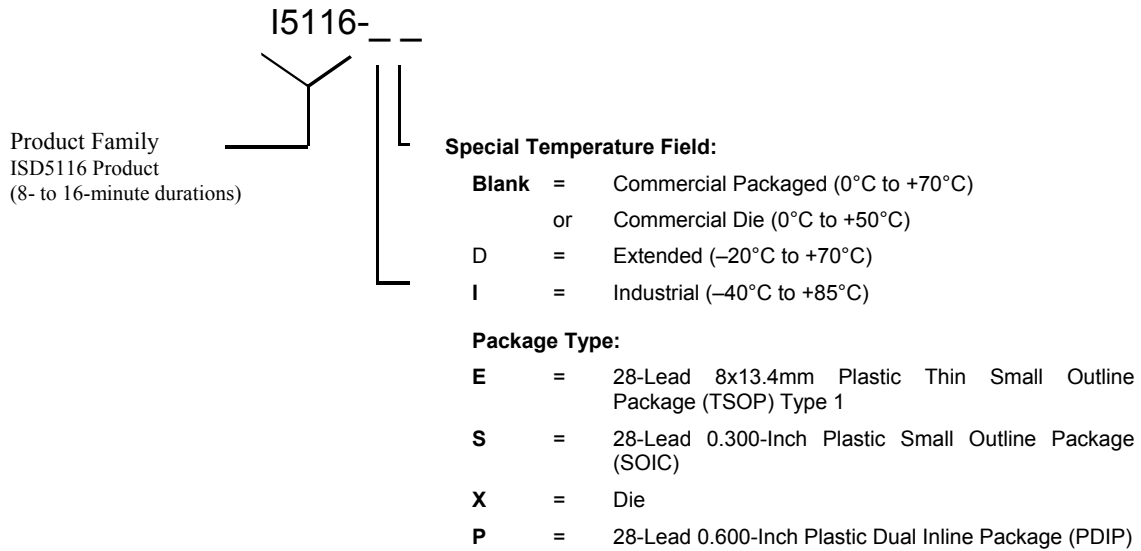 I5116-_ _
Product Family
ISD5116 Product
(8- to 16-minute durations)
Special Temperature Field:
Blank = Commercial Packaged (0°C to +70°C)
or Commercial Die (0°C to +50°C)
D = Extended (–20°C to +70°C)
I = Industrial (–40°C to +85°C)
Package Type:
E = 28-Lead 8x13.4mm Plastic Thin Small Outline
Package (TSOP) Type 1
S = 28-Lead 0.300-Inch Plastic Small Outline Package
(SOIC)
X = Die
P = 28-Lead 0.600-Inch Plastic Dual Inline Package (PDIP)